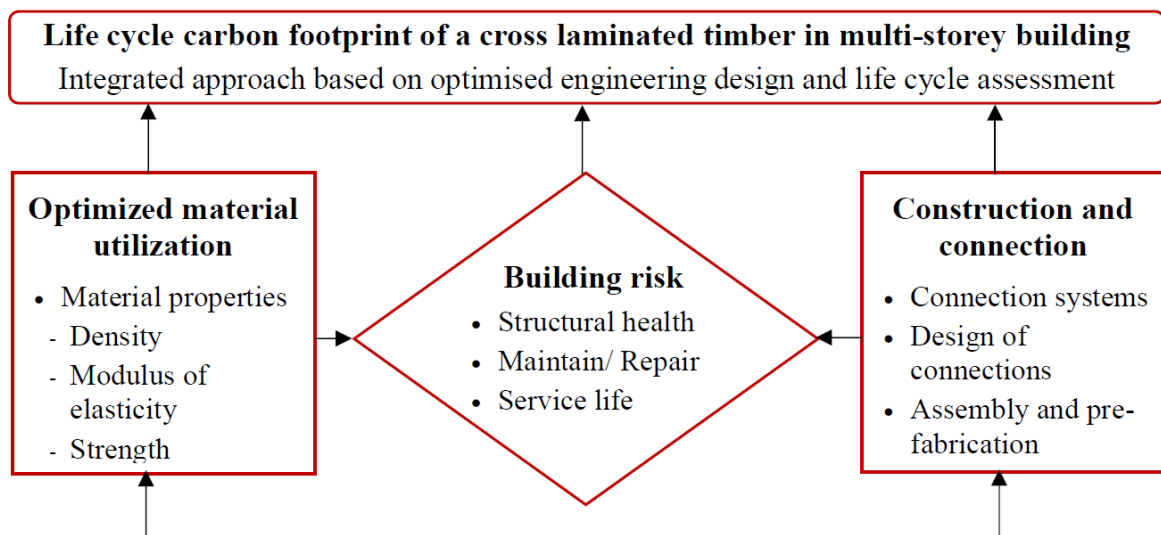 Life cycle carbon footprint of a cross laminated timber in multi-storey building
Integrated approach based on optimised engineering design and life cycle assessment
Optimized material
utilization
• Material properties
- Density
- Modulus of
elasticity
- Strength
Building risk
• Structural health
• Maintain/ Repair
• Service life
Construction and
connection
• Connection systems
• Design of
connections
• Assembly and pre-
fabrication